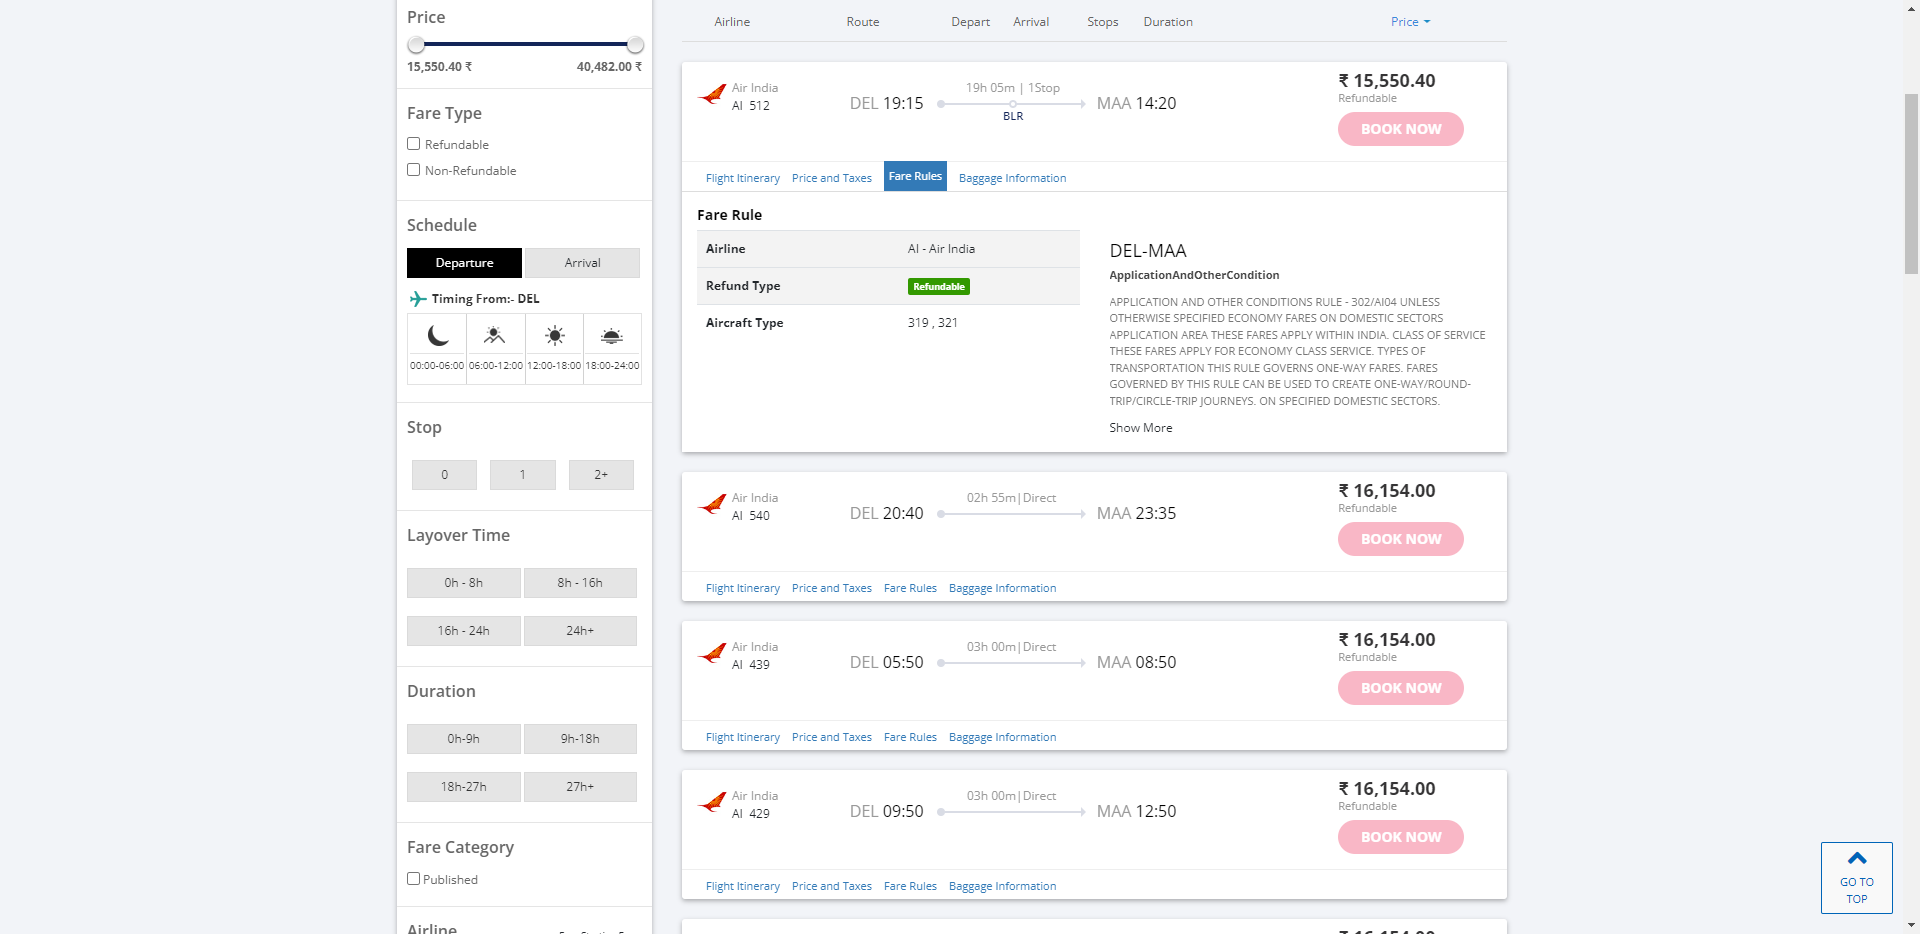 Price
15,550.40 ₹ 40,482.00 ₹
Fare Type
Refundable
Non-Refundable
Schedule
Departure Arrival
Timing From:- DEL
00:00-06:00 06:00-12:00 12:00-18:00 18:00-24:00
Stop
0 1 2+
Layover Time
0h - 8h 8h - 16h
16h - 24h 24h+
Duration
0h-9h 9h-18h
18h-27h 27h+
Fare Category
Published
Airline
Airline Route Depart Arrival Stops Duration Price
Air India
AI 512
DEL 19:15
19h 05m | 1Stop
BLR
MAA 14:20
₹ 15,550.40
Refundable
BOOK NOW
Flight Itinerary Price and Taxes Fare Rules Baggage Information
Fare Rule
Airline AI - Air India
Refund Type Refundable
Aircraft Type 319 , 321
DEL-MAA
ApplicationAndOtherCondition
APPLICATION AND OTHER CONDITIONS RULE - 302/AI04 UNLESS
OTHERWISE SPECIFIED ECONOMY FARES ON DOMESTIC SECTORS
APPLICATION AREA THESE FARES APPLY WITHIN INDIA. CLASS OF SERVICE
THESE FARES APPLY FOR ECONOMY CLASS SERVICE. TYPES OF
TRANSPORTATION THIS RULE GOVERNS ONE-WAY FARES. FARES
GOVERNED BY THIS RULE CAN BE USED TO CREATE ONE-WAY/ROUND-
TRIP/CIRCLE-TRIP JOURNEYS. ON SPECIFIED DOMESTIC SECTORS.
Show More
Air India
AI 540
DEL 20:40
02h 55m|Direct
MAA 23:35
₹ 16,154.00
Refundable
BOOK NOW
Flight Itinerary Price and Taxes Fare Rules Baggage Information
Air India
AI 439
DEL 05:50
03h 00m|Direct
MAA 08:50
₹ 16,154.00
Refundable
BOOK NOW
Flight Itinerary Price and Taxes Fare Rules Baggage Information
Air India
AI 429
DEL 09:50
03h 00m|Direct
MAA 12:50
₹ 16,154.00
Refundable
BOOK NOW
Flight Itinerary Price and Taxes Fare Rules Baggage Information
₹ 16,154.00
GO TO
TOP